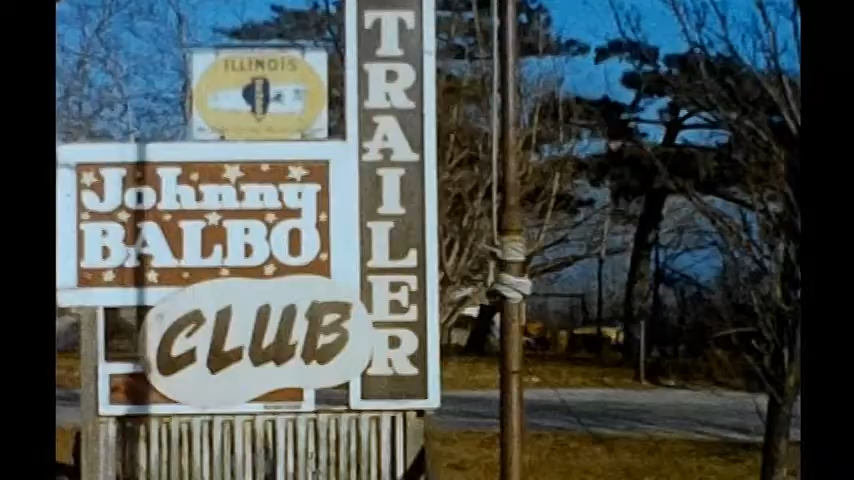 ILLINOIS
Johnny
BALBO
CLUB
TRAILER